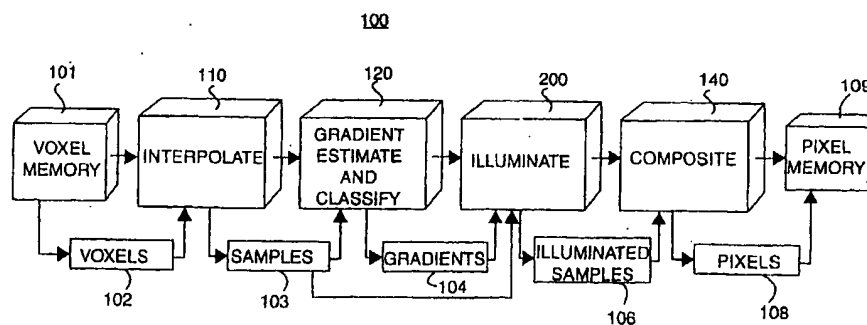 100
101
110
120
200
140
109
VOXEL
MEMORY
INTERPOLATE
GRADIENT
ESTIMATE
AND
CLASSIFY
ILLUMINATE
COMPOSITE
PIXEL
MEMORY
VOXELS
SAMPLES
GRADIENTS
ILLUMINATED
SAMPLES
PIXELS
102
103
104
106
108